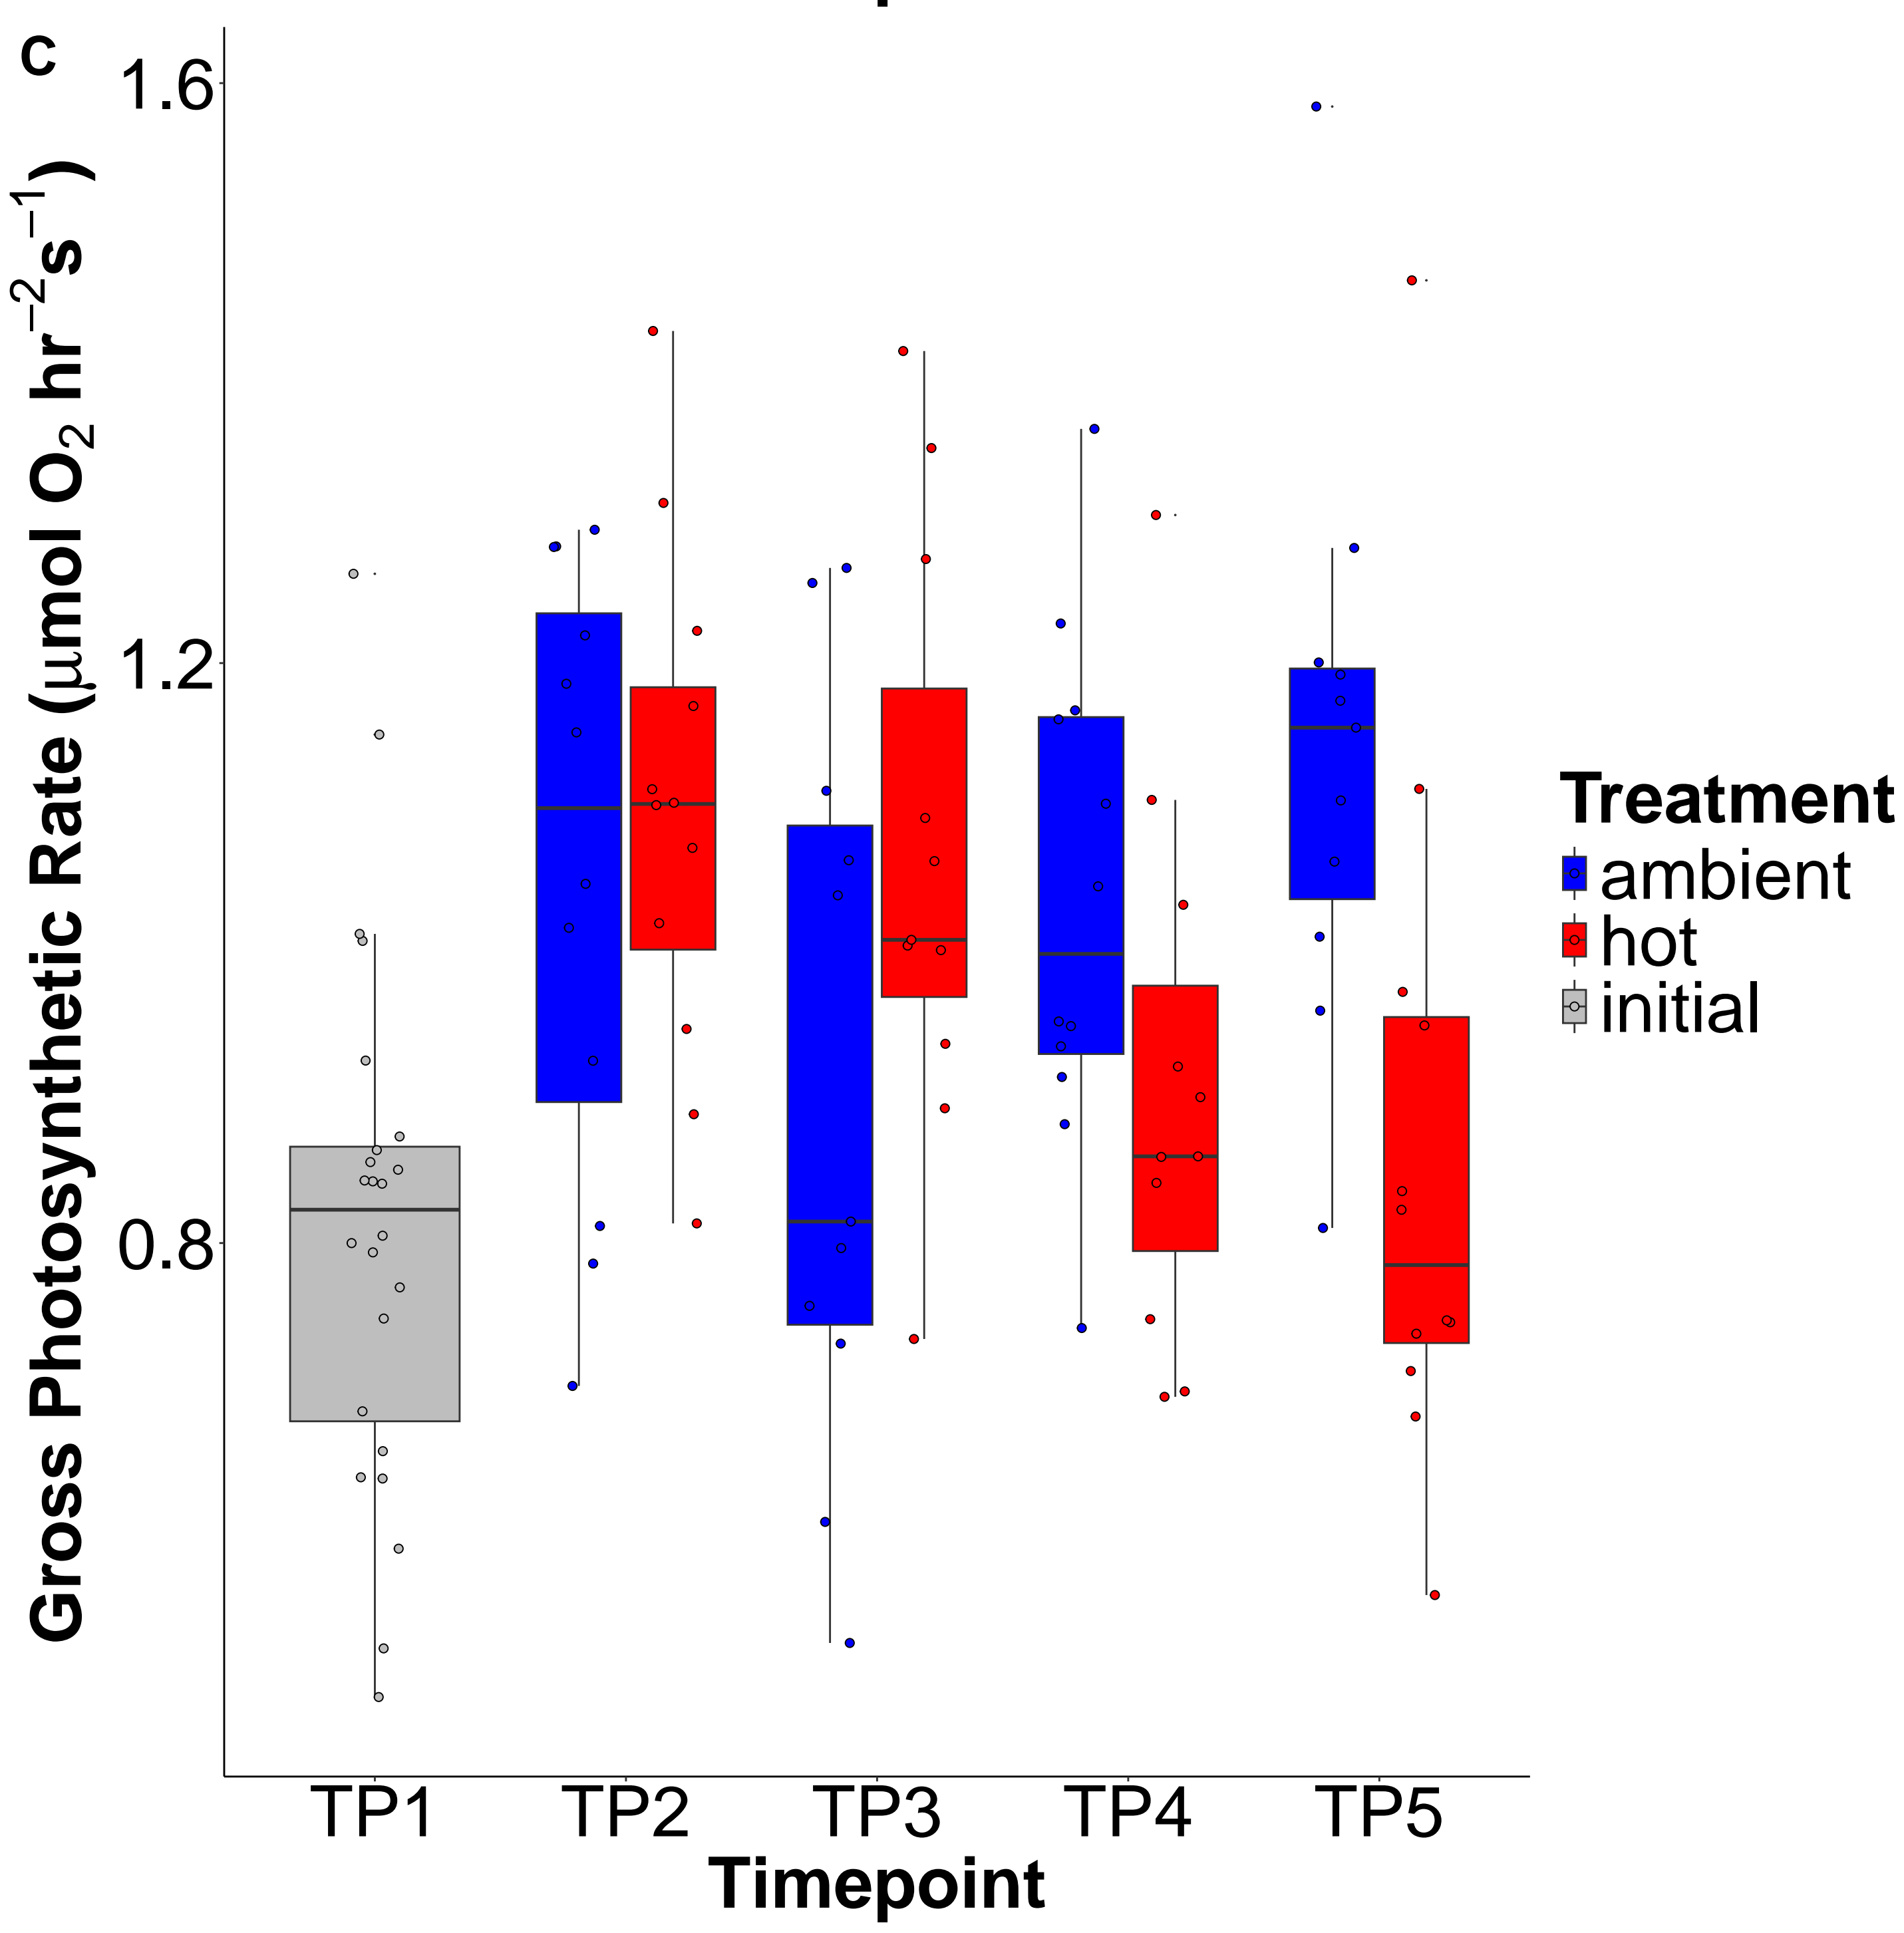 C
Gross Photosynthetic Rate (μmol O₂ hr⁻²s⁻¹)
1.6
1.2
0.8
TP1 TP2 TP3 TP4 TP5
Timepoint
Treatment
ambient
hot
initial